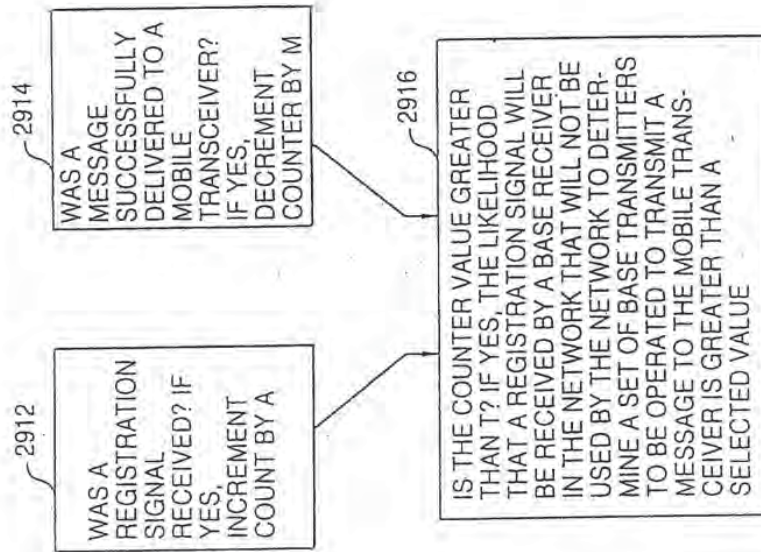 2912
WAS A
REGISTRATION
SIGNAL
RECEIVED? IF
YES,
INCREMENT
COUNT BY A
2914
WAS A
MESSAGE
SUCCESSFULLY
DELIVERED TO A
MOBILE
TRANSCEIVER?
IF YES,
DECREMENT
COUNTER BY M
2916
IS THE COUNTER VALUE GREATER
THAN T? IF YES, THE LIKELIHOOD
THAT A REGISTRATION SIGNAL WILL
BE RECEIVED BY A BASE RECEIVER
IN THE NETWORK THAT WILL NOT BE
USED BY THE NETWORK TO DETER-
MINE A SET OF BASE TRANSMITTERS
TO BE OPERATED TO TRANSMIT A
MESSAGE TO THE MOBILE TRANS-
CEIVER IS GREATER THAN A
SELECTED VALUE